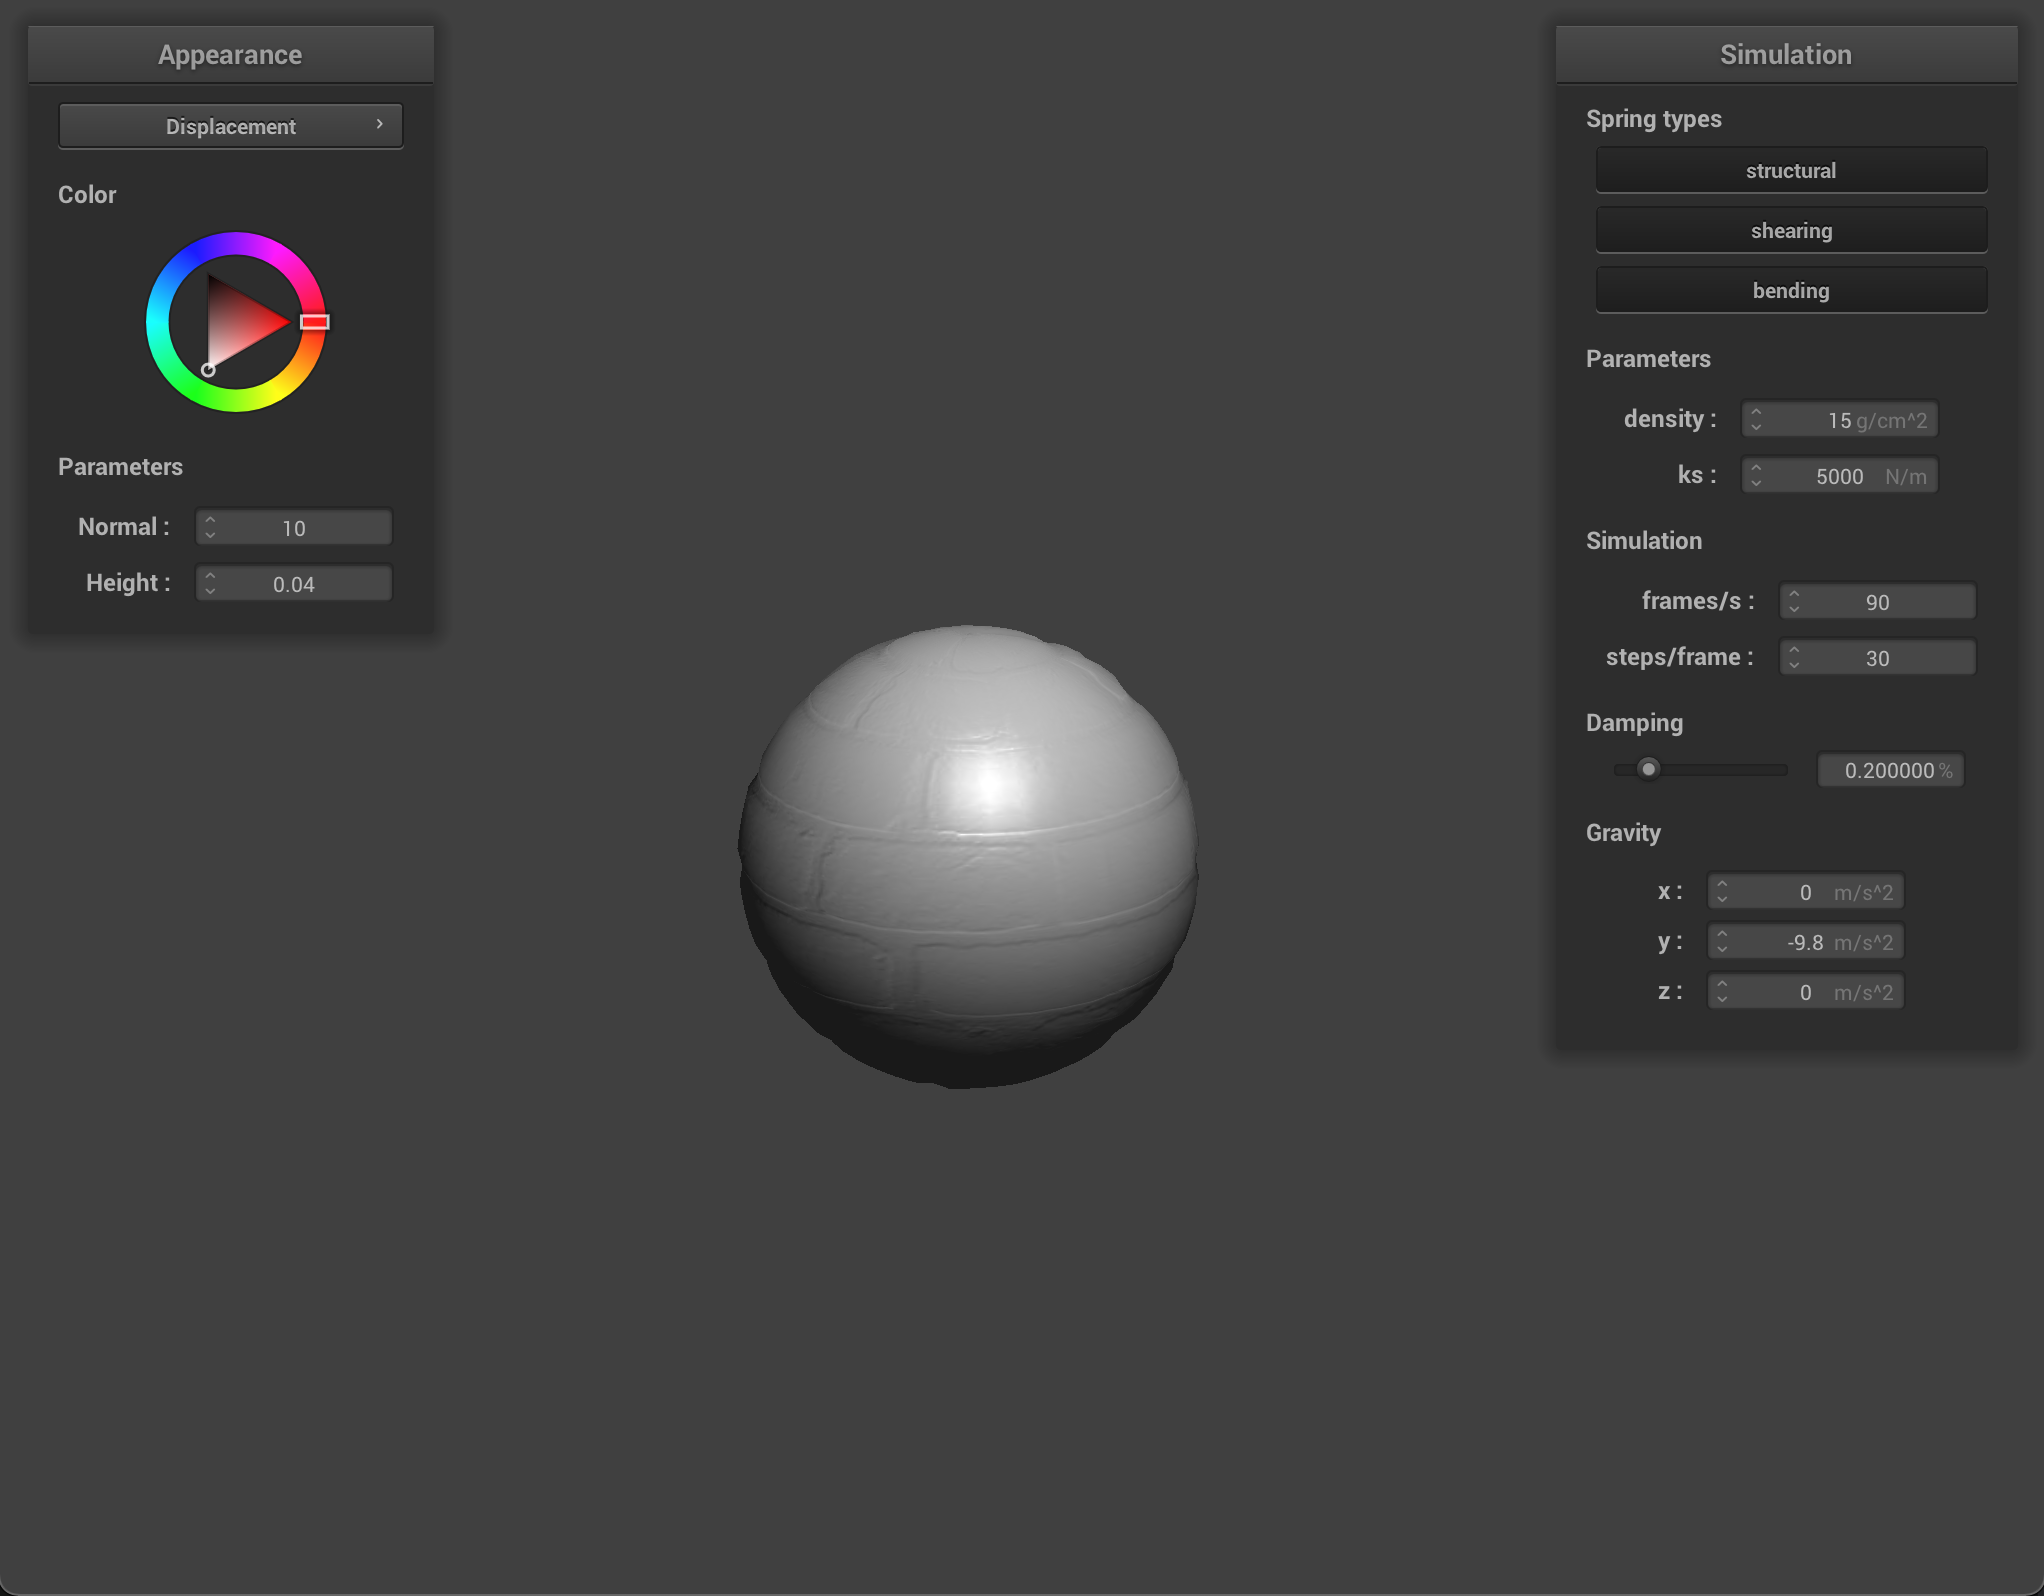 Appearance
Displacement
Color
Parameters
Normal : 10
Height : 0.04
Simulation
Spring types
structural
shearing
bending
Parameters
density : 15 g/cm^2
ks : 5000 N/m
Simulation
frames/s : 90
steps/frame : 30
Damping
0.200000 %
Gravity
x : 0 m/s^2
y : -9.8 m/s^2
z : 0 m/s^2